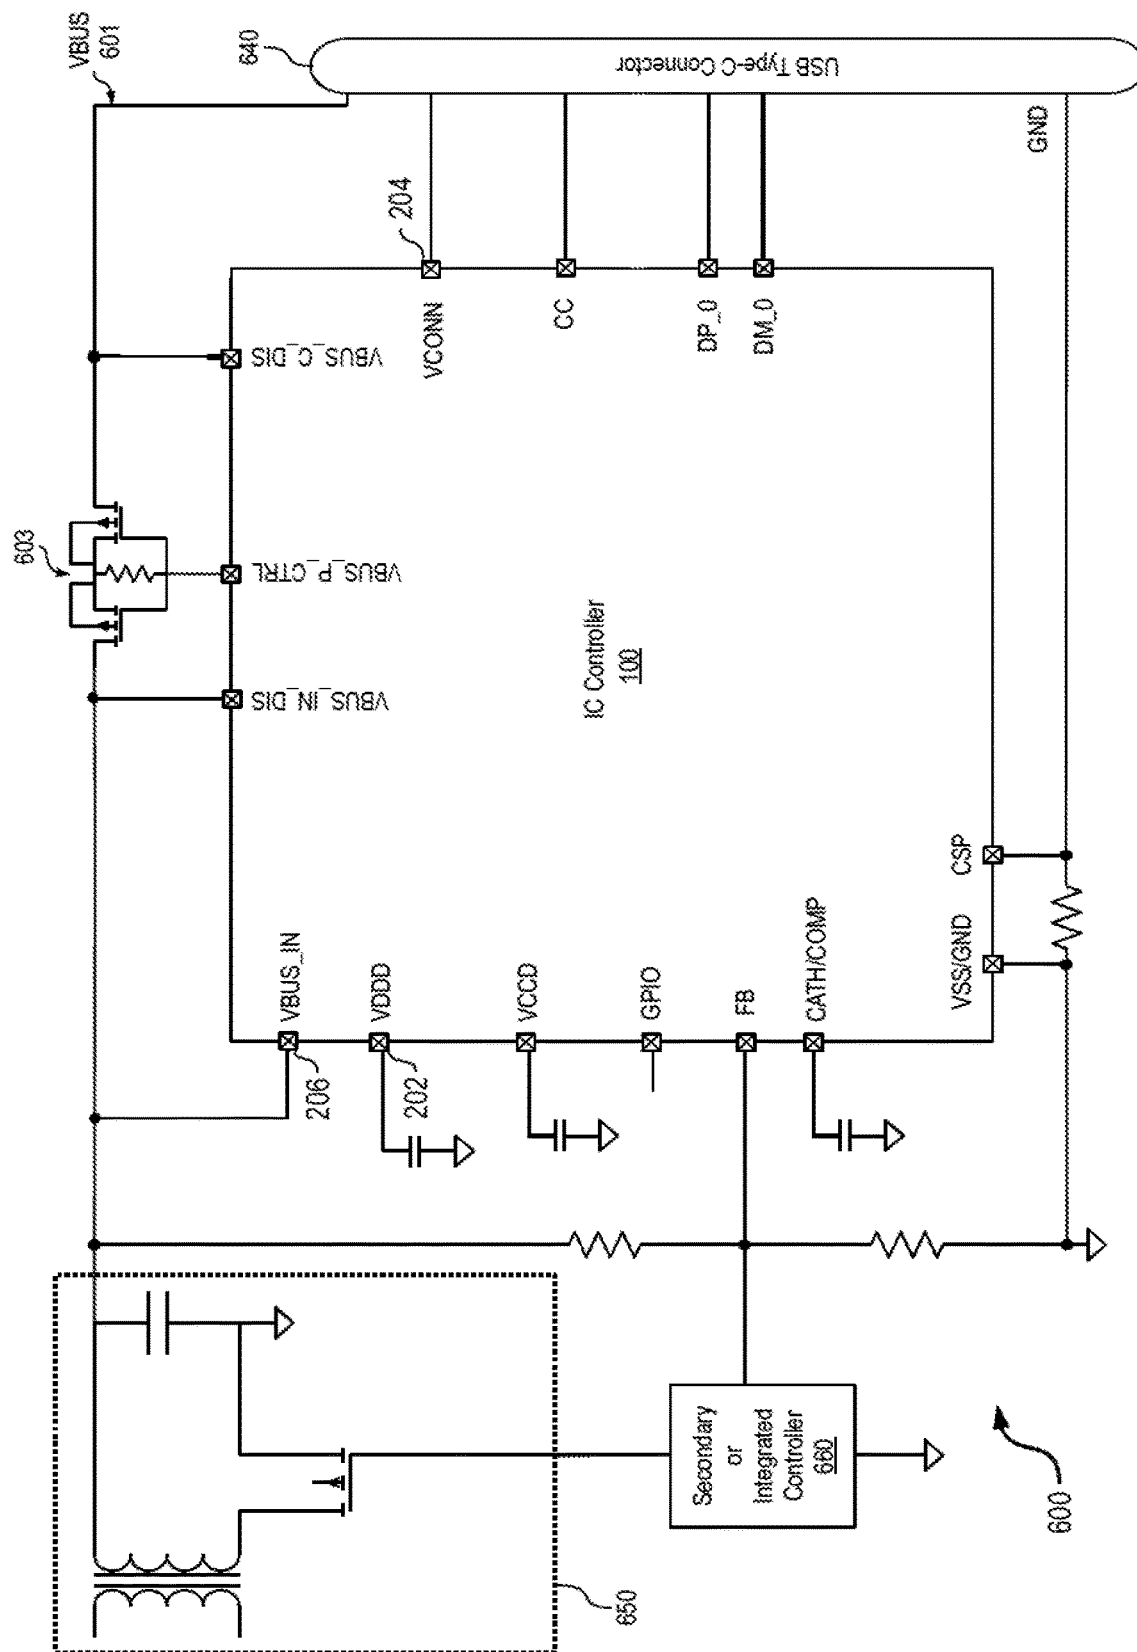 VBUS
601
640
USB Type-C Connector
GND
204
VCONN
CC
DP_0
DM_0
VBUS_C_DIS
603
VBUS_P_CTRL
VBUS_IN_DIS
IC Controller
100
CSP
VSS/GND
VBUS_IN
206
VDDD
202
VCCD
GPIO
FB
CATH/COMP
Secondary
or
Integrated
Controller
660
650
600